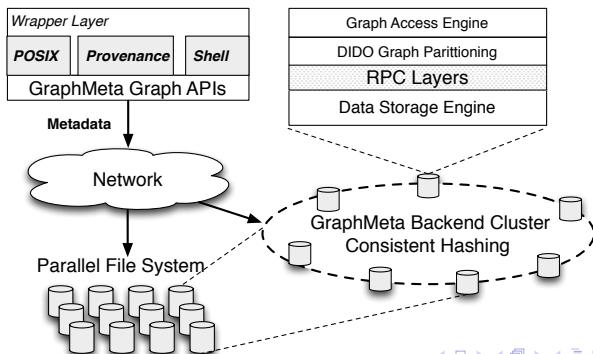 Wrapper Layer
POSIX
Provenance
Shell
GraphMeta Graph APIs
Metadata
Network
Parallel File System
Graph Access Engine
DIDO Graph Parititioning
RPC Layers
Data Storage Engine
GraphMeta Backend Cluster
Consistent Hashing